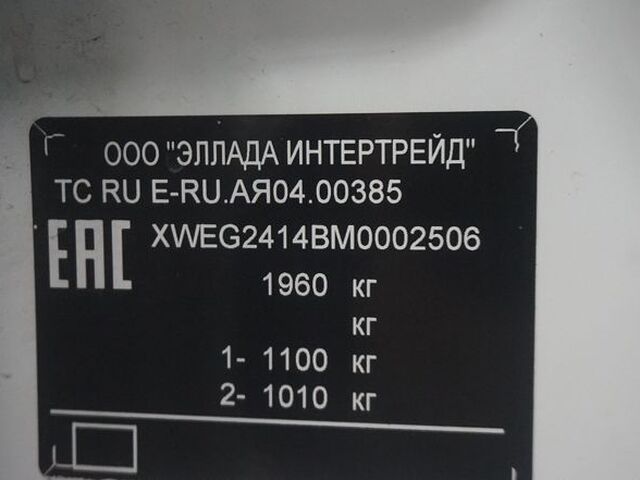 ООО "ЭЛЛАДА ИНТЕРТРЕЙД"
ТС RU E-RU.АЯ04.00385
EAC XWEG2414BM0002506
1960 кг
кг
1- 1100 кг
2- 1010 кг